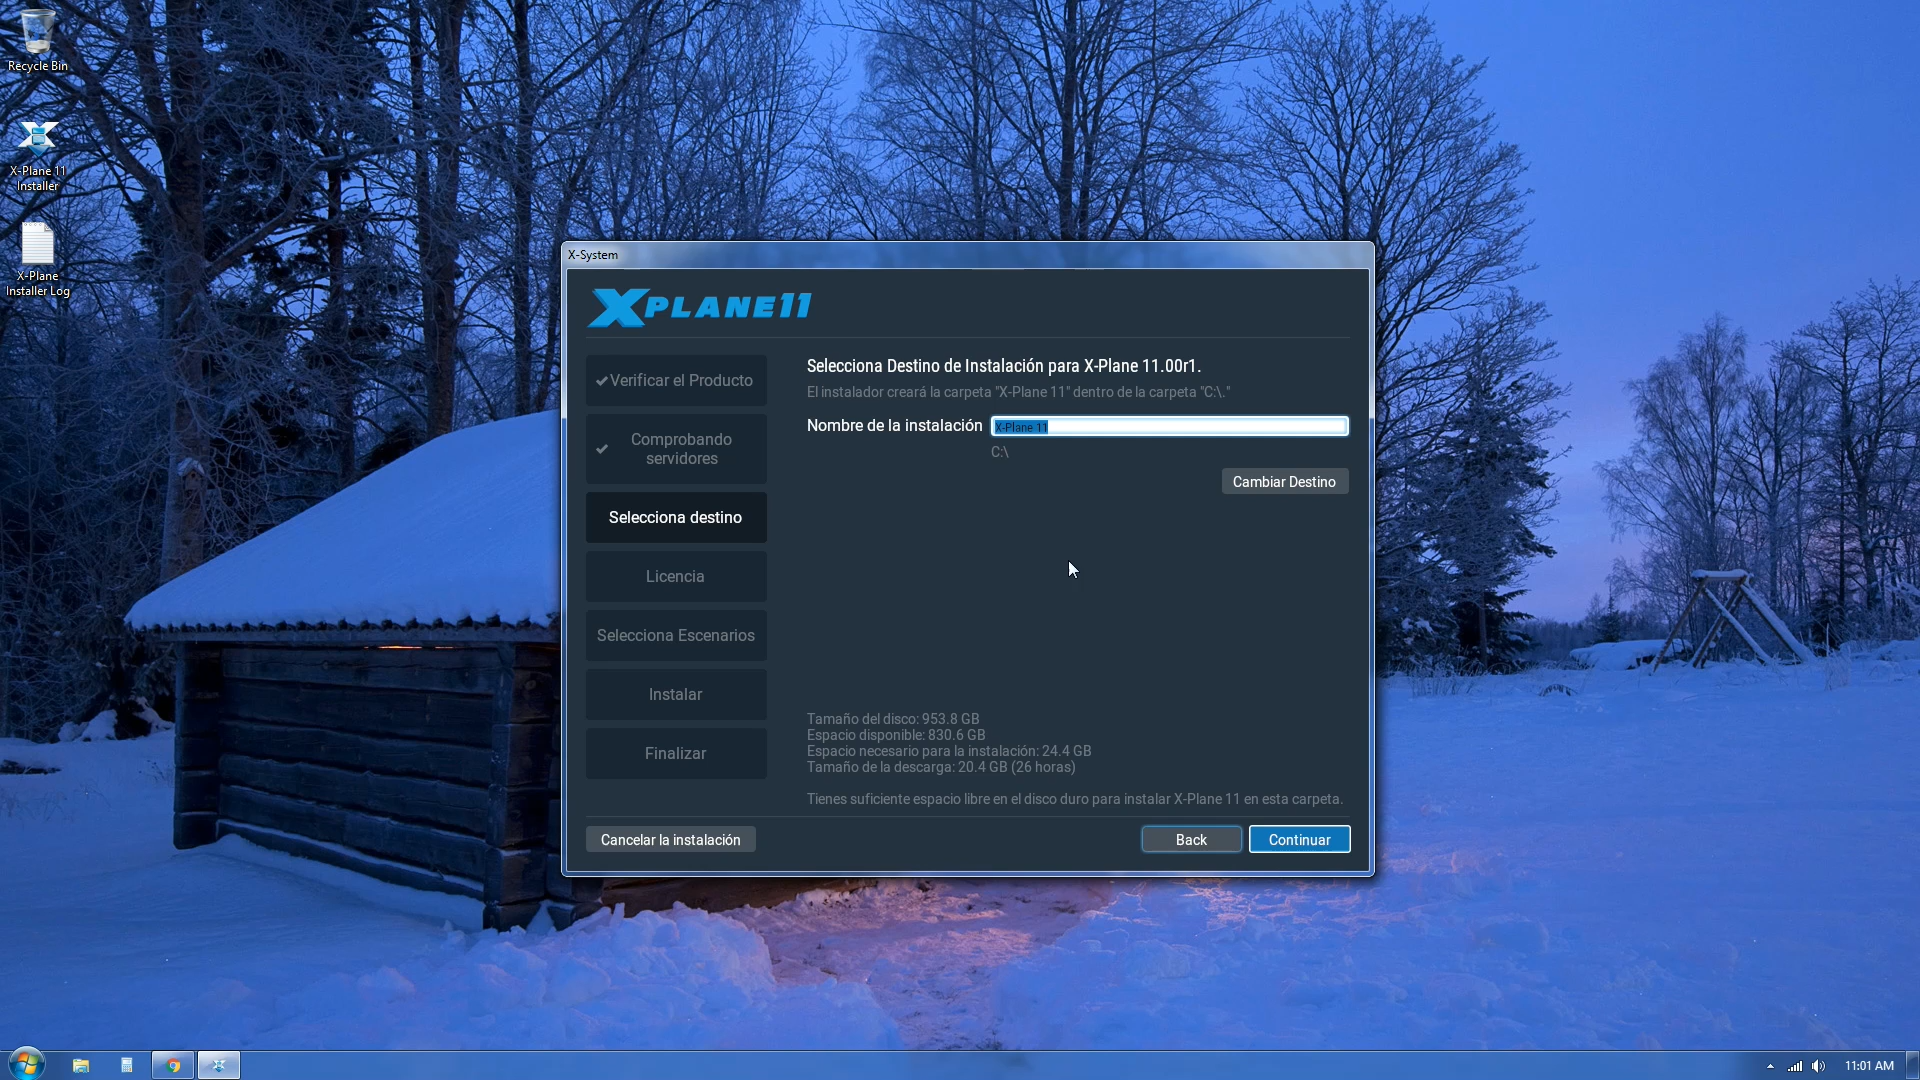 Recycle Bin
X-Plane 11
Installer
X-Plane
Installer Log
X-System
XPLANE11
✔Verificar el Producto
✔ Comprobando
servidores
Selecciona destino
Licencia
Selecciona Escenarios
Instalar
Finalizar
Selecciona Destino de Instalación para X-Plane 11.00r1.
El instalador creará la carpeta "X-Plane 11" dentro de la carpeta "C:\."
Nombre de la instalación X-Plane 11
C:\
Cambiar Destino
Tamaño del disco: 953.8 GB
Espacio disponible: 830.6 GB
Espacio necesario para la instalación: 24.4 GB
Tamaño de la descarga: 20.4 GB (26 horas)
Tienes suficiente espacio libre en el disco duro para instalar X-Plane 11 en esta carpeta.
Cancelar la instalación
Back
Continuar
11:01 AM